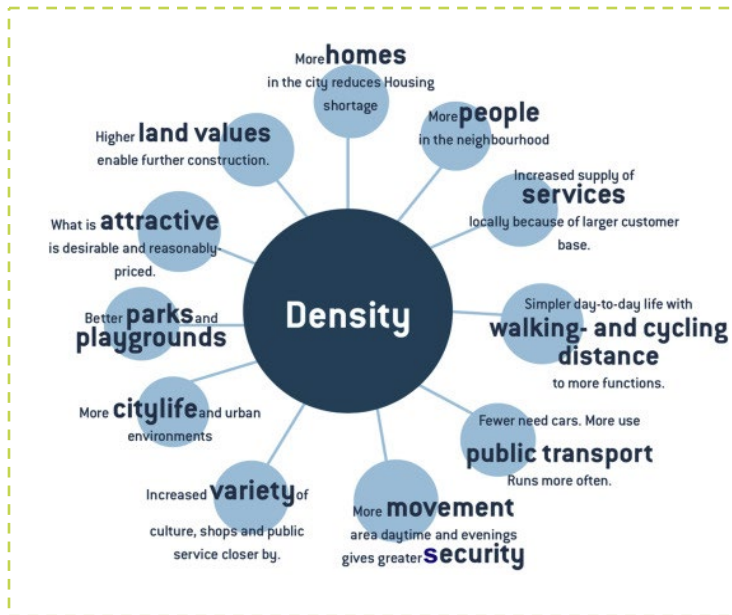 More homes
in the city reduces Housing
shortage
More people
in the neighbourhood
Increased supply of
services
locally because of larger customer
base.
Simpler day-to-day life with
walking- and cycling
distance
to more functions.
Fewer need cars. More use
public transport
Runs more often.
More movement
area daytime and evenings
gives greater security
Increased variety of
culture, shops and public
service closer by.
More citylife and urban
environments
Better parks and
playgrounds
What is attractive
is desirable and reasonably-
priced.
Higher land values
enable further construction.
Density